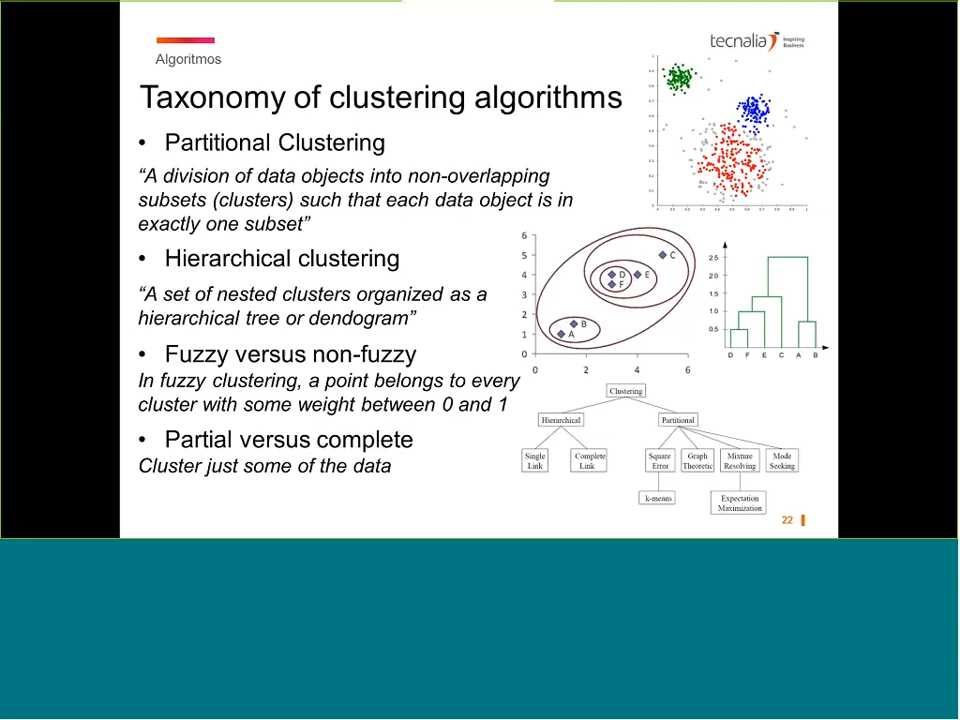 Algoritmos
tecnalia Inspiring Business
Taxonomy of clustering algorithms
• Partitional Clustering
“A division of data objects into non-overlapping
subsets (clusters) such that each data object is in
exactly one subset”
• Hierarchical clustering
“A set of nested clusters organized as a
hierarchical tree or dendogram”
• Fuzzy versus non-fuzzy
In fuzzy clustering, a point belongs to every
cluster with some weight between 0 and 1
• Partial versus complete
Cluster just some of the data
6
5
4
3
2
1
0
0 2 4 6
C
D E
F
B
A
2.5
2.0
1.5
1.0
0.5
D F E C A B
Clustering
Hierarchical Partitional
Single Link
Complete Link
Square Error
Graph Theoretic
Mixture Resolving
Mode Seeking
k-means
Expectation Maximization
22